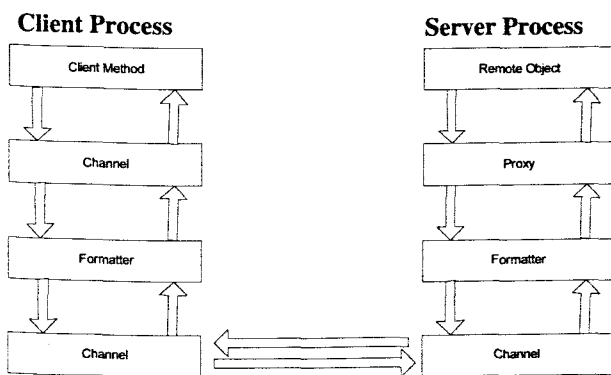 Client Process
Server Process
Client Method
Remote Object
Channel
Proxy
Formatter
Formatter
Channel
Channel